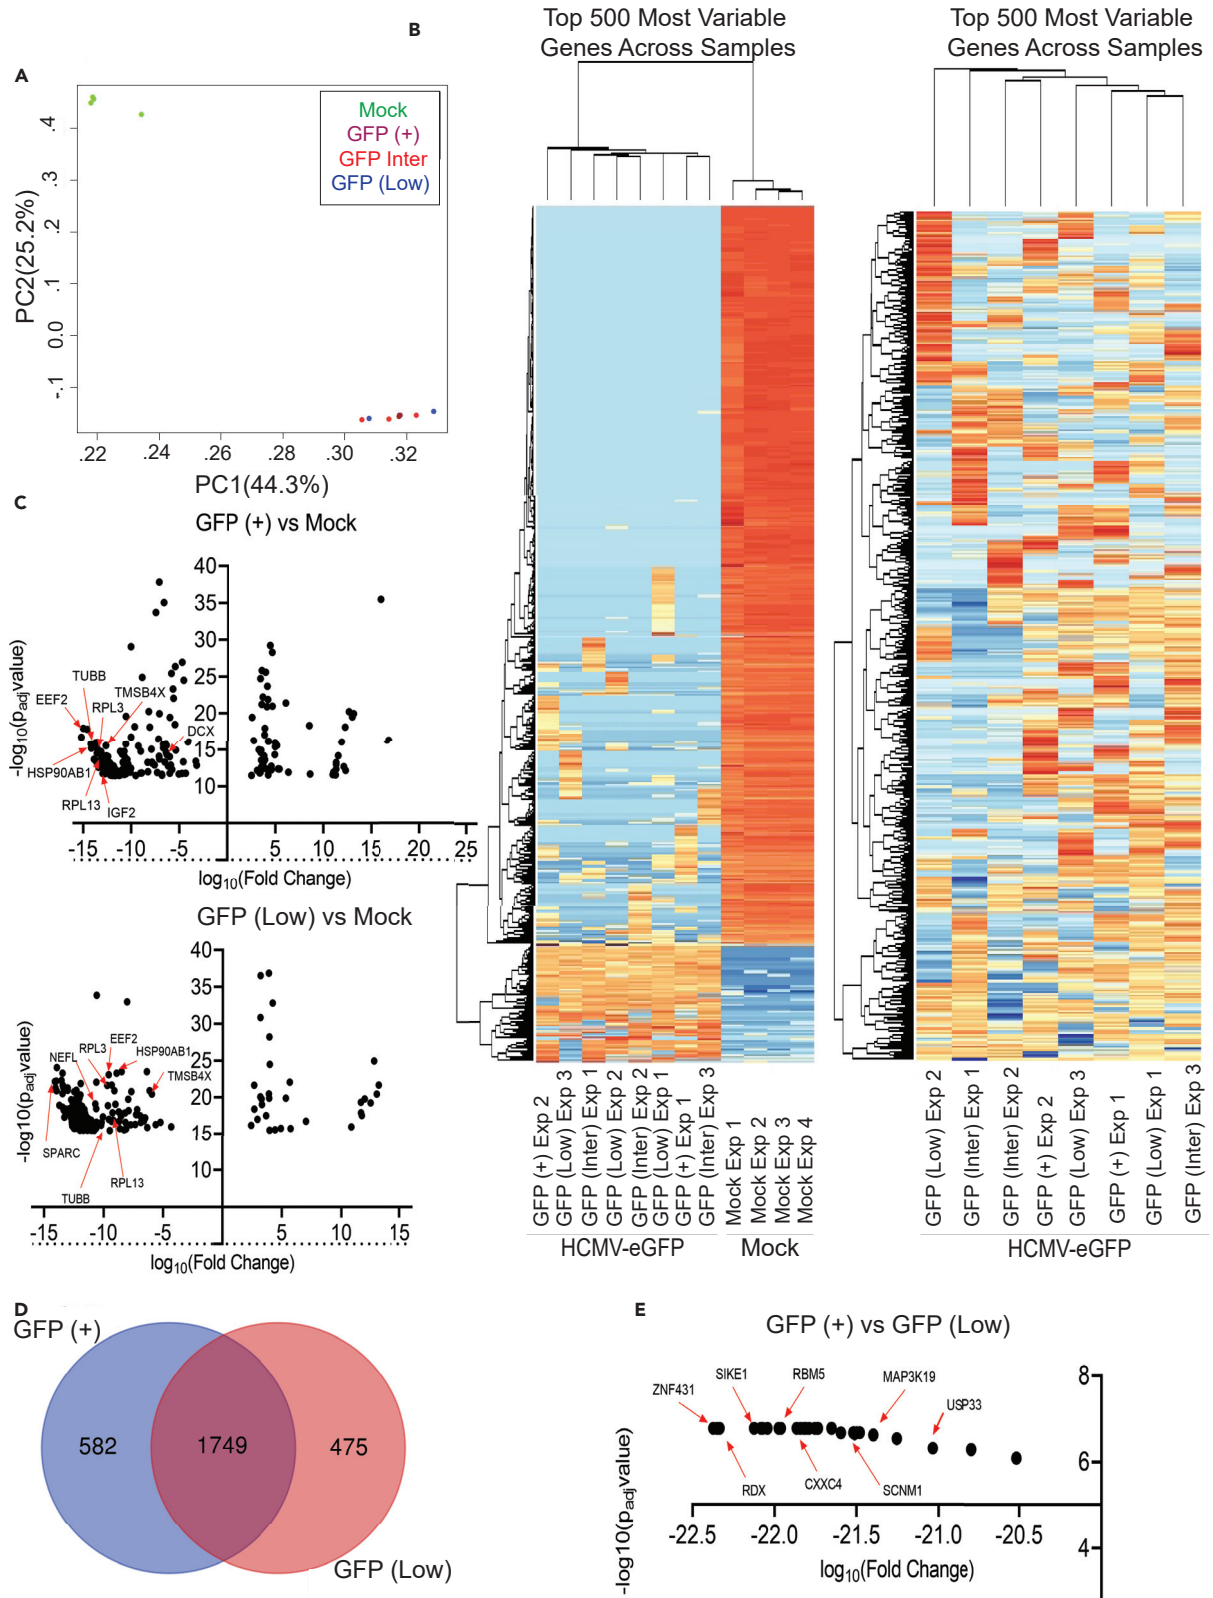 A
PC2(25.2%)
.4
.3
.2
.1
0.0
-.1
Mock
GFP (+)
GFP Inter
GFP (Low)
.22
.24
.26
.28
.30
.32
PC1(44.3%)
B
Top 500 Most Variable
Genes Across Samples
GFP (+) Exp 2
GFP (Low) Exp 3
GFP (Inter) Exp 1
GFP (Low) Exp 2
GFP (Inter) Exp 2
GFP (Low) Exp 1
GFP (+) Exp 1
GFP (Inter) Exp 3
Mock Exp 1
Mock Exp 2
Mock Exp 3
Mock Exp 4
HCMV-eGFP
Mock
Top 500 Most Variable
Genes Across Samples
GFP (Low) Exp 2
GFP (Inter) Exp 1
GFP (Inter) Exp 2
GFP (+) Exp 2
GFP (Low) Exp 3
GFP (+) Exp 1
GFP (Low) Exp 1
GFP (Inter) Exp 3
HCMV-eGFP
C
GFP (+) vs Mock
-log10(padjvalue)
40
35
30
25
20
15
10
TUBB
EEF2
RPL3
TMSB4X
DCX
HSP90AB1
RPL13
IGF2
-15
-10
-5
5
10
15
20
25
log10(Fold Change)
GFP (Low) vs Mock
-log10(padjvalue)
40
35
30
25
20
15
10
NEFL
RPL3
EEF2
HSP90AB1
TMSB4X
SPARC
TUBB
RPL13
-15
-10
-5
5
10
15
log10(Fold Change)
D
GFP (+)
582
1749
475
GFP (Low)
E
GFP (+) vs GFP (Low)
-log10(padjvalue)
8
6
4
ZNF431
SIKE1
RBM5
MAP3K19
USP33
RDX
CXXC4
SCNM1
-22.5
-22.0
-21.5
-21.0
-20.5
log10(Fold Change)